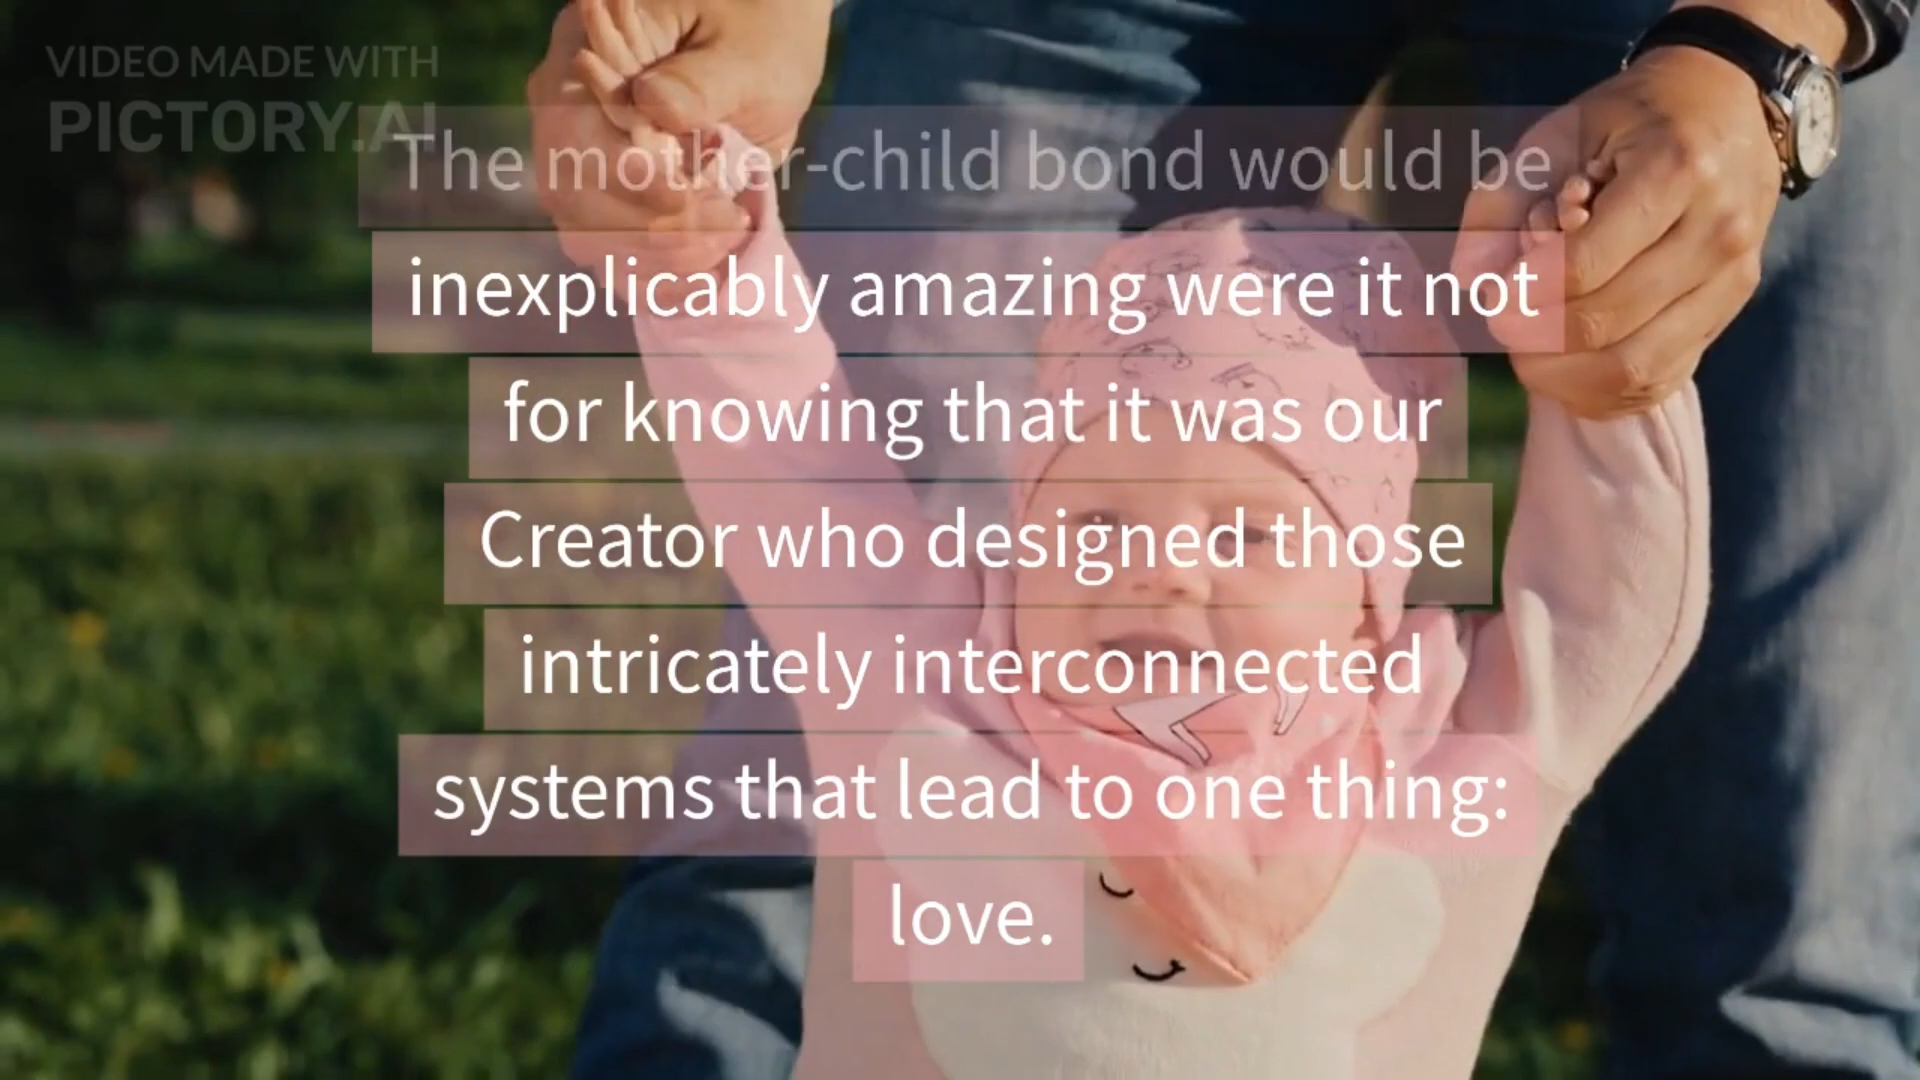 VIDEO MADE WITH
PICTORY.AI
The mother-child bond would be
inexplicably amazing were it not
for knowing that it was our
Creator who designed those
intricately interconnected
systems that lead to one thing:
love.